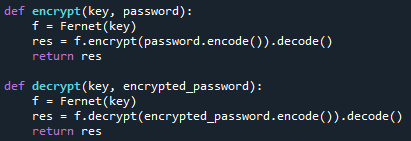 def encrypt(key, password):
    f = Fernet(key)
    res = f.encrypt(password.encode()).decode()
    return res

def decrypt(key, encrypted_password):
    f = Fernet(key)
    res = f.decrypt(encrypted_password.encode()).decode()
    return res